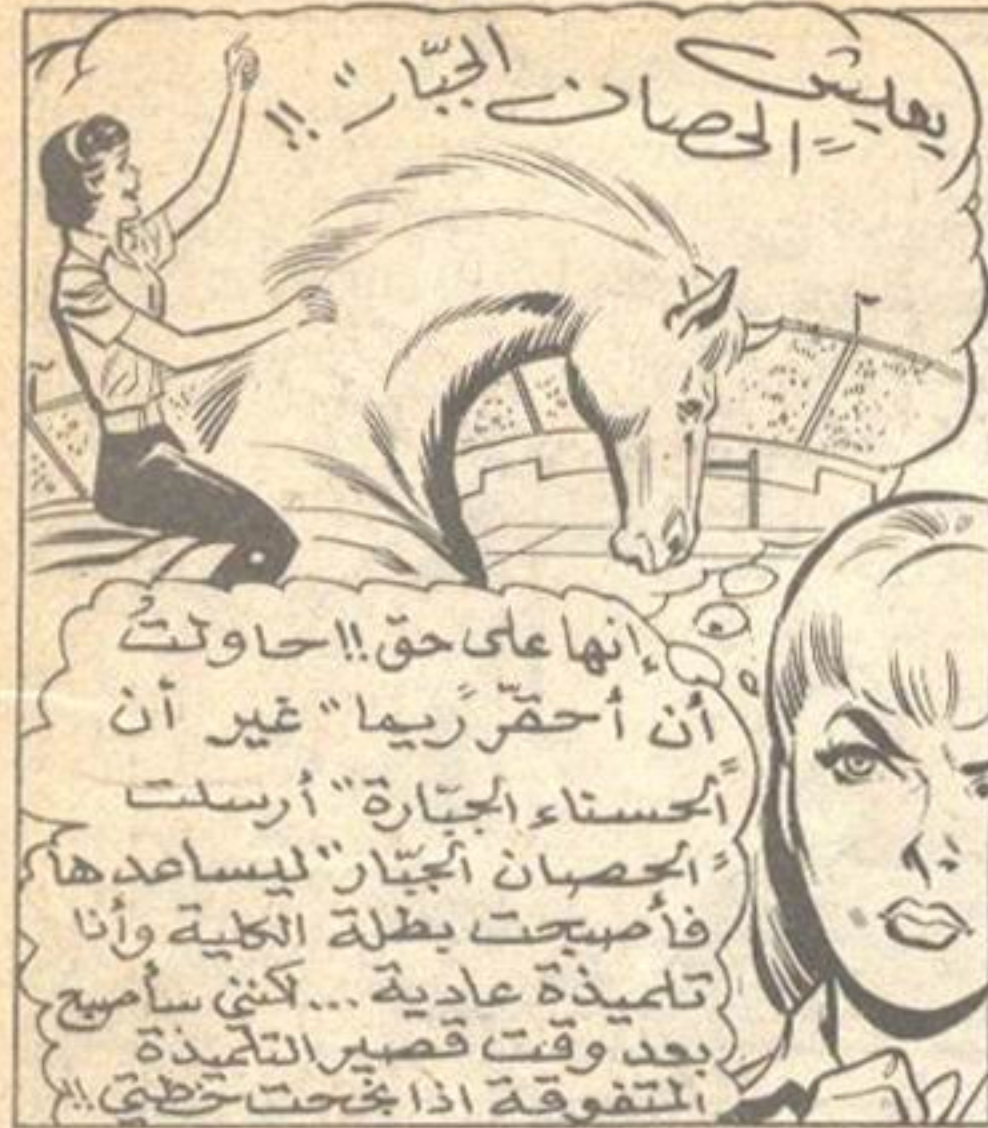 يعيش
"الحصان الجبّار"!!
إنها على حق!! حاولتُ
أن أحقّر "ريما" غير أن
"الحسناء الجبّارة" أرسلت
"الحصان الجبّار" ليساعدها
فأصبحت بطلة الكلية وأنا
تلميذة عادية... لكنني سأصبح
بعد وقت قصير التلميذة
المتفوقة اذا نجحت خطتي!!